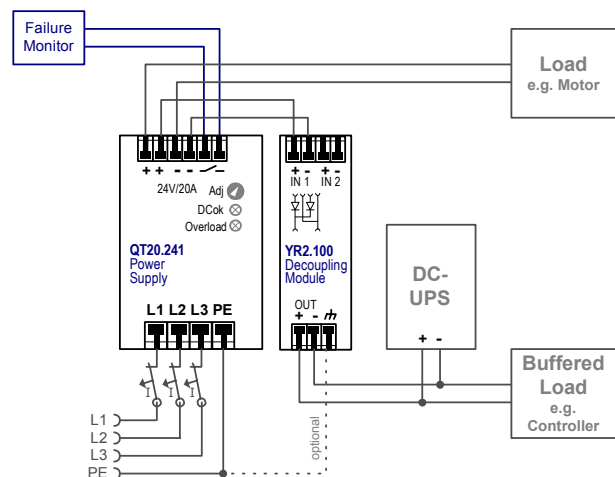 Failure
Monitor
Load
e.g. Motor
+ + - -
+ - + -
IN 1 IN 2
24V/20A
Adj
DCok
Overload
QT20.241
Power
Supply
YR2.100
Decoupling
Module
L1 L2 L3 PE
OUT
+ -
DC-
UPS
+ -
Buffered
Load
e.g.
Controller
I I I
optional
L1
L2
L3
PE